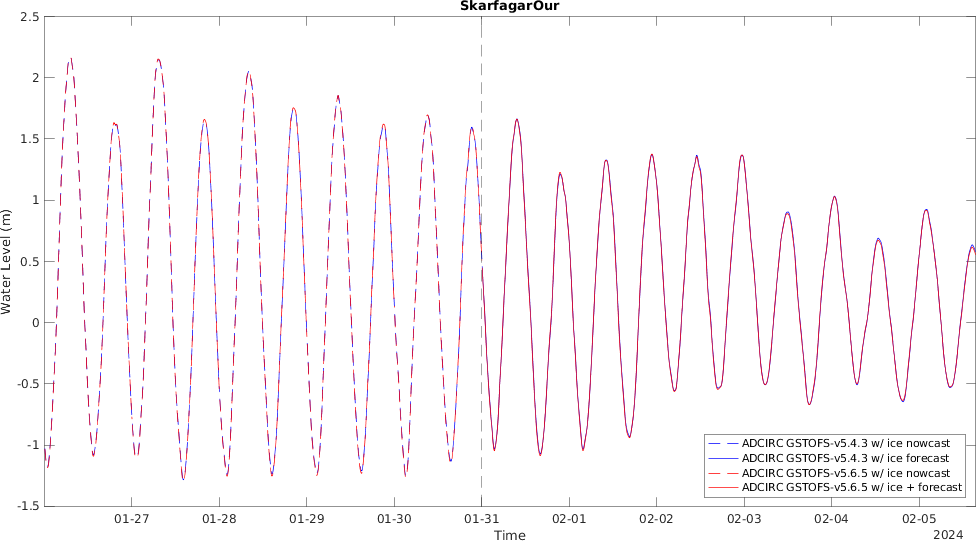 SkarfagarOur
2.5
2
1.5
1
0.5
0
-0.5
-1
-1.5
Water Level (m)
01-27 01-28 01-29 01-30 01-31 02-01 02-02 02-03 02-04 02-05
Time
2024
ADCIRC GSTOFS-v5.4.3 w/ ice nowcast
ADCIRC GSTOFS-v5.4.3 w/ ice forecast
ADCIRC GSTOFS-v5.6.5 w/ ice nowcast
ADCIRC GSTOFS-v5.6.5 w/ ice + forecast